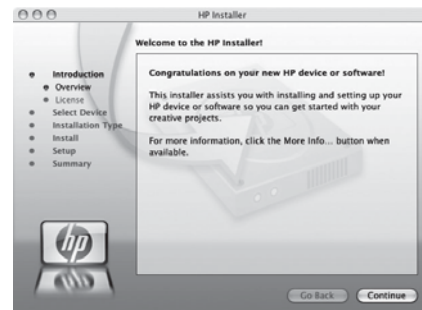 HP Installer
Welcome to the HP Installer!
Introduction
Overview
License
Select Device
Installation Type
Install
Setup
Summary
Congratulations on your new HP device or software!
This installer assists you with installing and setting up your
HP device or software so you can get started with your
creative projects.
For more information, click the More Info... button when
available.
hp
Go Back
Continue